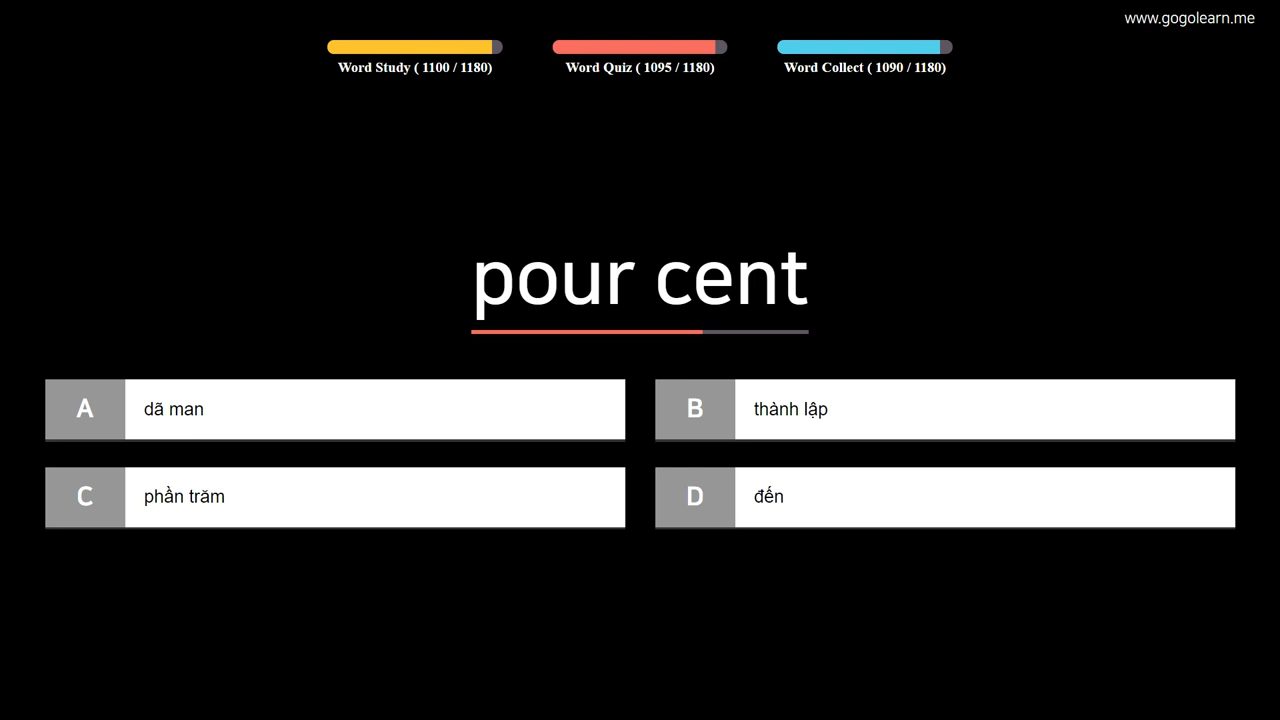 www.gogolearn.me
Word Study ( 1100 / 1180)
Word Quiz ( 1095 / 1180)
Word Collect ( 1090 / 1180)
pour cent
A dã man
B thành lập
C phần trăm
D đến